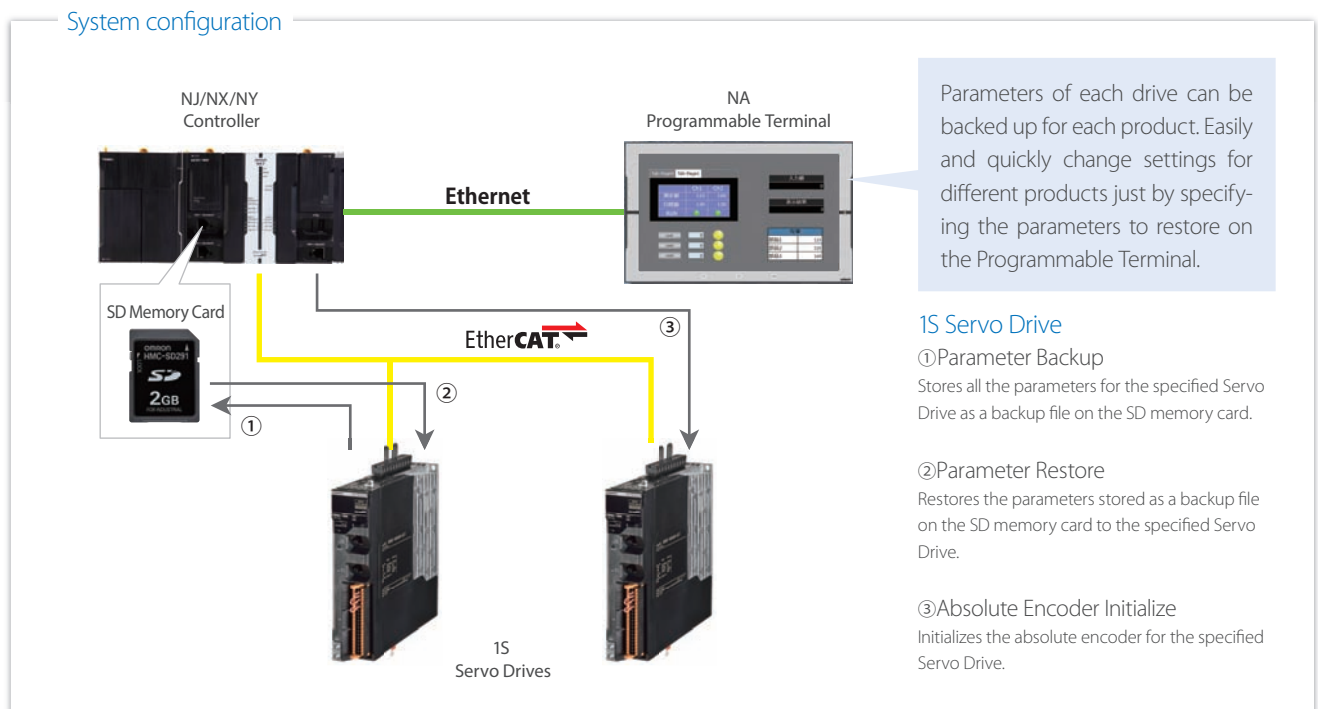 System configuration
NJ/NX/NY
Controller
NA
Programmable Terminal
Parameters of each drive can be
backed up for each product. Easily
and quickly change settings for
different products just by specify-
ing the parameters to restore on
the Programmable Terminal.
Ethernet
SD Memory Card
OMRON
HMC-SD291
SD
2GB
FOR INDUSTRIAL
EtherCAT®
③
②
①
1S Servo Drive
①Parameter Backup
Stores all the parameters for the specified Servo
Drive as a backup file on the SD memory card.
②Parameter Restore
Restores the parameters stored as a backup file
on the SD memory card to the specified Servo
Drive.
③Absolute Encoder Initialize
Initializes the absolute encoder for the specified
Servo Drive.
1S
Servo Drives